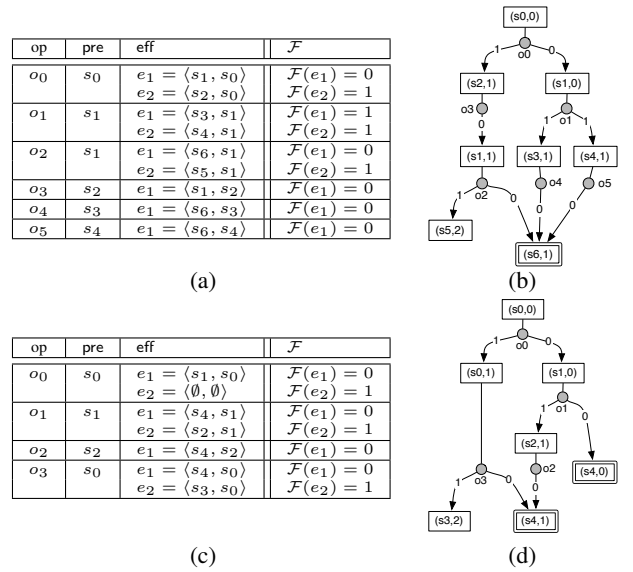 op pre eff F
o0 s0 e1 = ⟨s1, s0⟩ F(e1) = 0
e2 = ⟨s2, s0⟩ F(e2) = 1
o1 s1 e1 = ⟨s3, s1⟩ F(e1) = 1
e2 = ⟨s4, s1⟩ F(e2) = 1
o2 s1 e1 = ⟨s6, s1⟩ F(e1) = 0
e2 = ⟨s5, s1⟩ F(e2) = 1
o3 s2 e1 = ⟨s1, s2⟩ F(e1) = 0
o4 s3 e1 = ⟨s6, s3⟩ F(e1) = 0
o5 s4 e1 = ⟨s6, s4⟩ F(e1) = 0
(a)
(s0,0)
1 0
o0
(s2,1) (s1,0)
o3 o1
0 1 1
(s1,1) (s3,1) (s4,1)
o2 o4 o5
1 0 0 0
(s5,2)
(s6,1)
(b)
op pre eff F
o0 s0 e1 = ⟨s1, s0⟩ F(e1) = 0
e2 = ⟨∅, ∅⟩ F(e2) = 1
o1 s1 e1 = ⟨s4, s1⟩ F(e1) = 0
e2 = ⟨s2, s1⟩ F(e2) = 1
o2 s2 e1 = ⟨s4, s2⟩ F(e1) = 0
o3 s0 e1 = ⟨s4, s0⟩ F(e1) = 0
e2 = ⟨s3, s0⟩ F(e2) = 1
(c)
(s0,0)
1 0
o0
(s0,1) (s1,0)
o1
1 0
(s2,1)
o3 o2 (s4,0)
1 0 0
(s3,2) (s4,1)
(d)